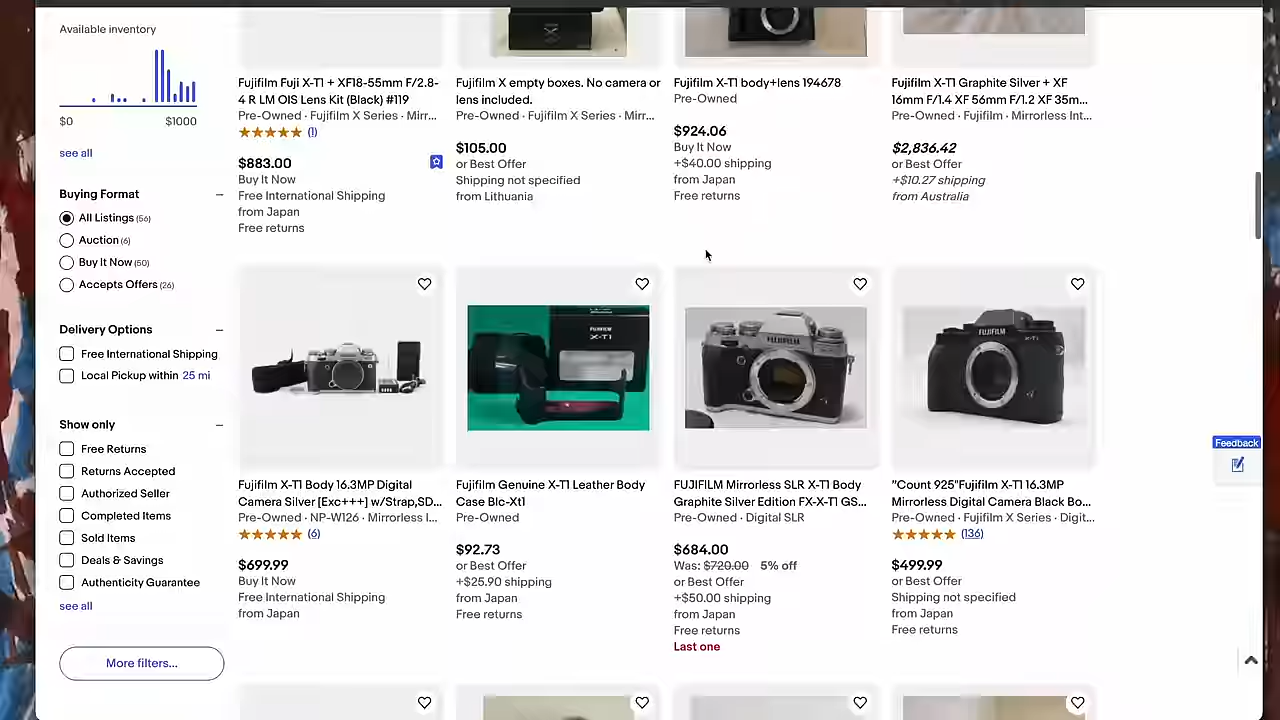 Available inventory
$0
$1000
see all
Buying Format
All Listings (56)
Auction (6)
Buy It Now (50)
Accepts Offers (26)
Delivery Options
Free International Shipping
Local Pickup within 25 mi
Show only
Free Returns
Returns Accepted
Authorized Seller
Completed Items
Sold Items
Deals & Savings
Authenticity Guarantee
see all
More filters...
Fujifilm Fuji X-T1 + XF18-55mm F/2.8-
4 R LM OIS Lens Kit (Black) #119
Pre-Owned · Fujifilm X Series · Mirr...
(1)
$883.00
Buy It Now
Free International Shipping
from Japan
Free returns
Fujifilm X empty boxes. No camera or
lens included.
Pre-Owned · Fujifilm X Series · Mirr...
$105.00
or Best Offer
Shipping not specified
from Lithuania
Fujifilm X-T1 body+lens 194678
Pre-Owned
$924.06
Buy It Now
+$40.00 shipping
from Japan
Free returns
Fujifilm X-T1 Graphite Silver + XF
16mm F/1.4 XF 56mm F/1.2 XF 35m...
Pre-Owned · Fujifilm · Mirrorless Int...
$2,836.42
or Best Offer
+$10.27 shipping
from Australia
Fujifilm X-T1 Body 16.3MP Digital
Camera Silver [Exc+++] w/Strap,SD...
Pre-Owned · NP-W126 · Mirrorless I...
(6)
$699.99
Buy It Now
Free International Shipping
from Japan
FUJIFILM
X-T1
Fujifilm Genuine X-T1 Leather Body
Case Blc-Xt1
Pre-Owned
$92.73
or Best Offer
+$25.90 shipping
from Japan
Free returns
FUJIFILM
FUJIFILM Mirrorless SLR X-T1 Body
Graphite Silver Edition FX-X-T1 GS...
Pre-Owned · Digital SLR
$684.00
Was: $720.00 5% off
or Best Offer
+$50.00 shipping
from Japan
Free returns
Last one
FUJIFILM
X-T1
"Count 925"Fujifilm X-T1 16.3MP
Mirrorless Digital Camera Black Bo...
Pre-Owned · Fujifilm X Series · Digit...
(136)
$499.99
or Best Offer
Shipping not specified
from Japan
Free returns
Feedback